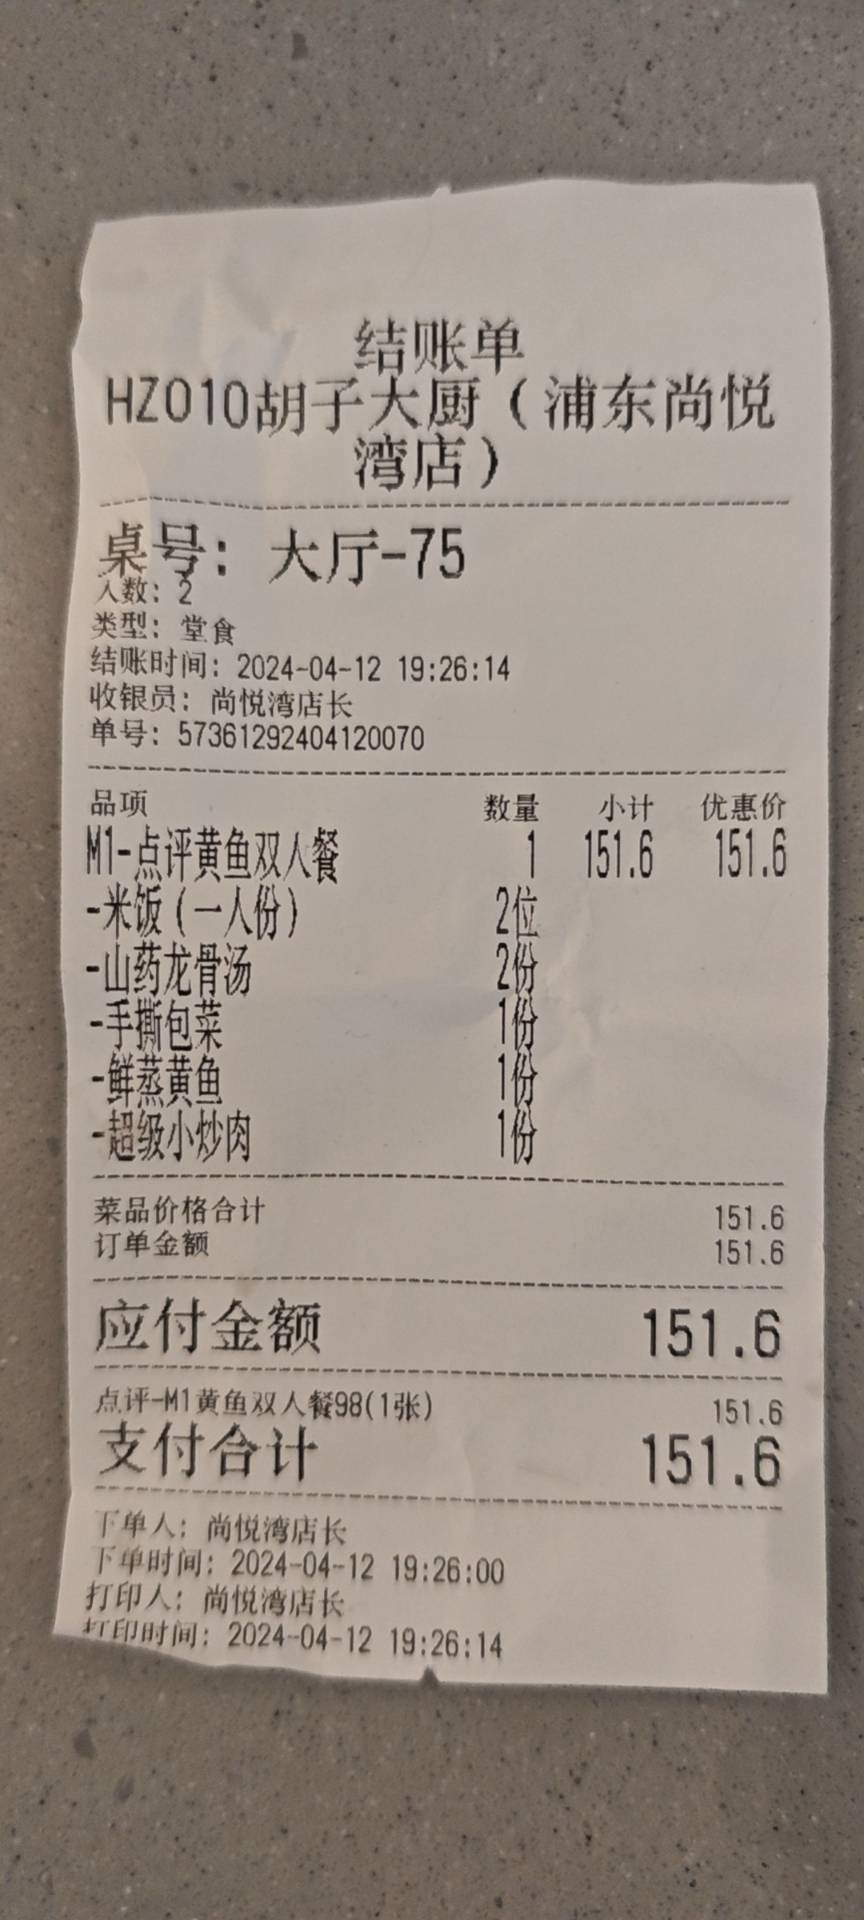 结账单
HZ010胡子大厨（浦东尚悦
湾店）
桌号：大厅-75
人数：2
类型：堂食
结账时间：2024-04-12 19:26:14
收银员：尚悦湾店长
单号：57361292404120070
品项 数量 小计 优惠价
M1-点评黄鱼双人餐 1 151.6 151.6
-米饭（一人份） 2位
-山药龙骨汤 2份
-手撕包菜 1份
-鲜蒸黄鱼 1份
-超级小炒肉 1份
菜品价格合计 151.6
订单金额 151.6
应付金额 151.6
点评-M1黄鱼双人餐98(1张) 151.6
支付合计 151.6
下单人：尚悦湾店长
下单时间：2024-04-12 19:26:00
打印人：尚悦湾店长
打印时间：2024-04-12 19:26:14